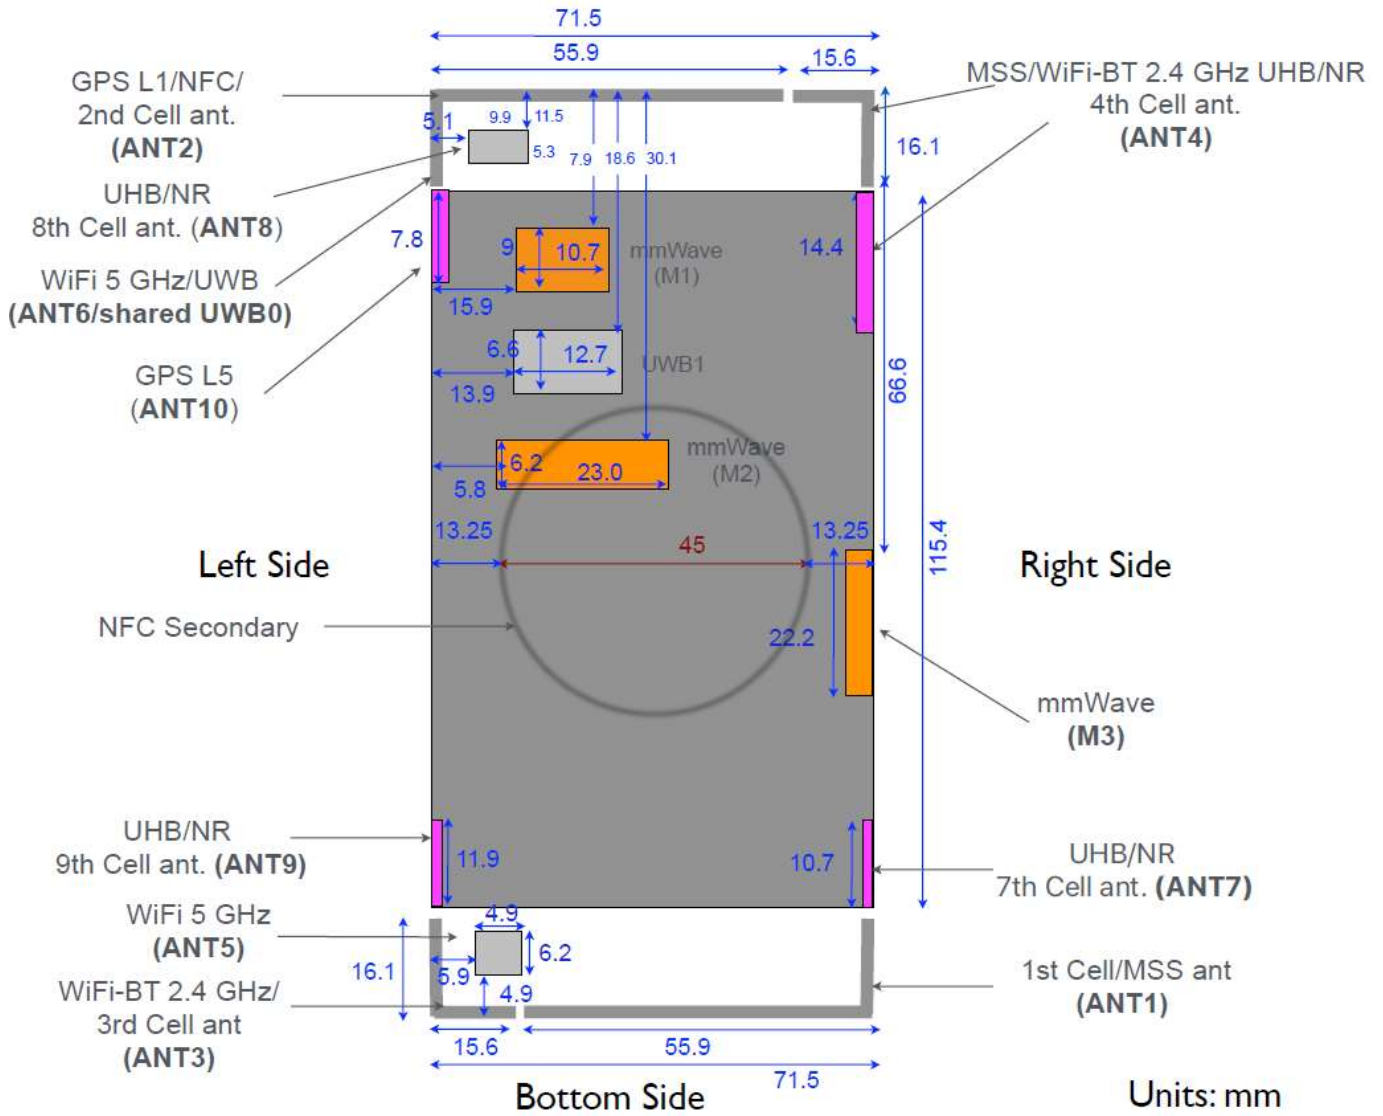 71.5
55.9
15.6
GPS L1/NFC/
2nd Cell ant.
(ANT2)
MSS/WiFi-BT 2.4 GHz UHB/NR
4th Cell ant.
(ANT4)
5.1
9.9
11.5
5.3
7.9
18.6
30.1
16.1
UHB/NR
8th Cell ant. (ANT8)
7.8
9
10.7
mmWave
(M1)
14.4
WiFi 5 GHz/UWB
(ANT6/shared UWB0)
15.9
6.6
12.7
UWB1
GPS L5
(ANT10)
13.9
66.6
mmWave
(M2)
6.2
23.0
5.8
13.25
45
13.25
115.4
Left Side
Right Side
NFC Secondary
22.2
mmWave
(M3)
UHB/NR
9th Cell ant. (ANT9)
11.9
10.7
UHB/NR
7th Cell ant. (ANT7)
WiFi 5 GHz
(ANT5)
4.9
6.2
16.1
5.9
4.9
1st Cell/MSS ant
(ANT1)
WiFi-BT 2.4 GHz/
3rd Cell ant
(ANT3)
15.6
55.9
71.5
Bottom Side
Units: mm